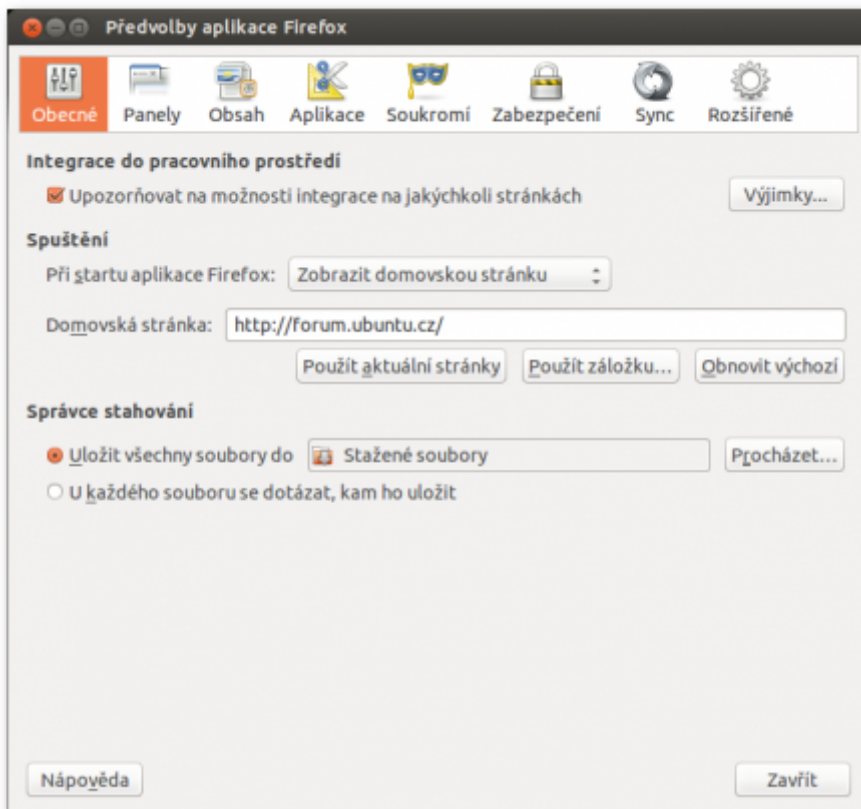 Předvolby aplikace Firefox
Obecné Panely Obsah Aplikace Soukromí Zabezpečení Sync Rozšířené
Integrace do pracovního prostředí
Upozorňovat na možnosti integrace na jakýchkoli stránkách Výjimky...
Spuštění
Při startu aplikace Firefox: Zobrazit domovskou stránku
Domovská stránka: http://forum.ubuntu.cz/
Použít aktuální stránky Použít záložku... Obnovit výchozí
Správce stahování
Uložit všechny soubory do Stažené soubory Procházet...
U každého souboru se dotázat, kam ho uložit
Nápověda Zavřít